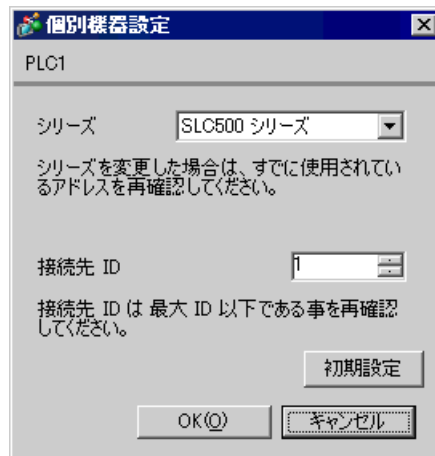 個別機器設定
PLC1
シリーズ
SLC500 シリーズ
シリーズを変更した場合は、すでに使用されてい
るアドレスを再確認してください。
接続先 ID
1
接続先 ID は 最大 ID 以下である事を再確認
してください。
初期設定
OK(O)
キャンセル